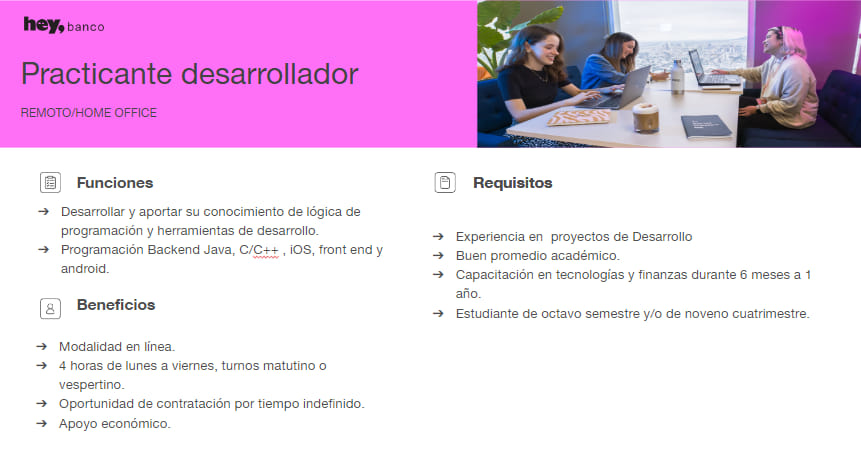 hey, banco
Practicante desarrollador
REMOTO/HOME OFFICE
Funciones
➔ Desarrollar y aportar su conocimiento de lógica de
programación y herramientas de desarrollo.
➔ Programación Backend Java, C/C++ , iOS, front end y
android.
Beneficios
➔ Modalidad en línea.
➔ 4 horas de lunes a viernes, turnos matutino o
vespertino.
➔ Oportunidad de contratación por tiempo indefinido.
➔ Apoyo económico.
Requisitos
➔ Experiencia en  proyectos de Desarrollo
➔ Buen promedio académico.
➔ Capacitación en tecnologías y finanzas durante 6 meses a 1
año.
➔ Estudiante de octavo semestre y/o de noveno cuatrimestre.